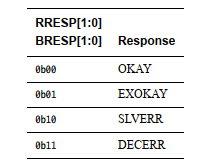 RRESP[1:0]
BRESP[1:0] Response
0b00 OKAY
0b01 EXOKAY
0b10 SLVERR
0b11 DECERR